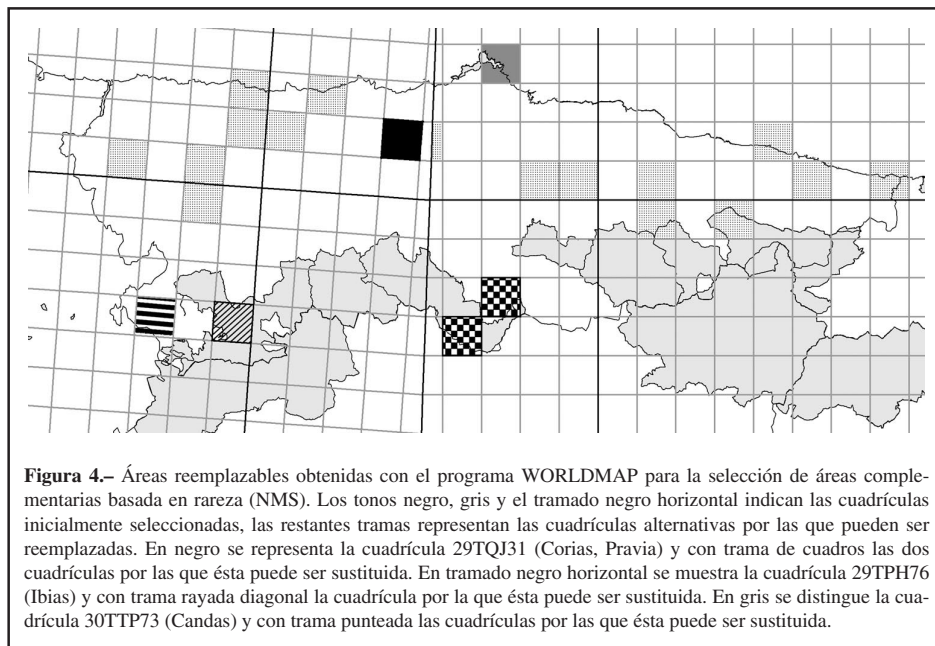 Figura 4.– Áreas reemplazables obtenidas con el programa WORLDMAP para la selección de áreas comple-
mentarias basada en rareza (NMS). Los tonos negro, gris y el tramado negro horizontal indican las cuadrículas
inicialmente seleccionadas, las restantes tramas representan las cuadrículas alternativas por las que pueden ser
reemplazadas. En negro se representa la cuadrícula 29TQJ31 (Corias, Pravia) y con trama de cuadros las dos
cuadrículas por las que ésta puede ser sustituida. En tramado negro horizontal se muestra la cuadrícula 29TPH76
(Ibias) y con trama rayada diagonal la cuadrícula por la que ésta puede ser sustituida. En gris se distingue la cua-
drícula 30TTP73 (Candas) y con trama punteada las cuadrículas por las que ésta puede ser sustituida.